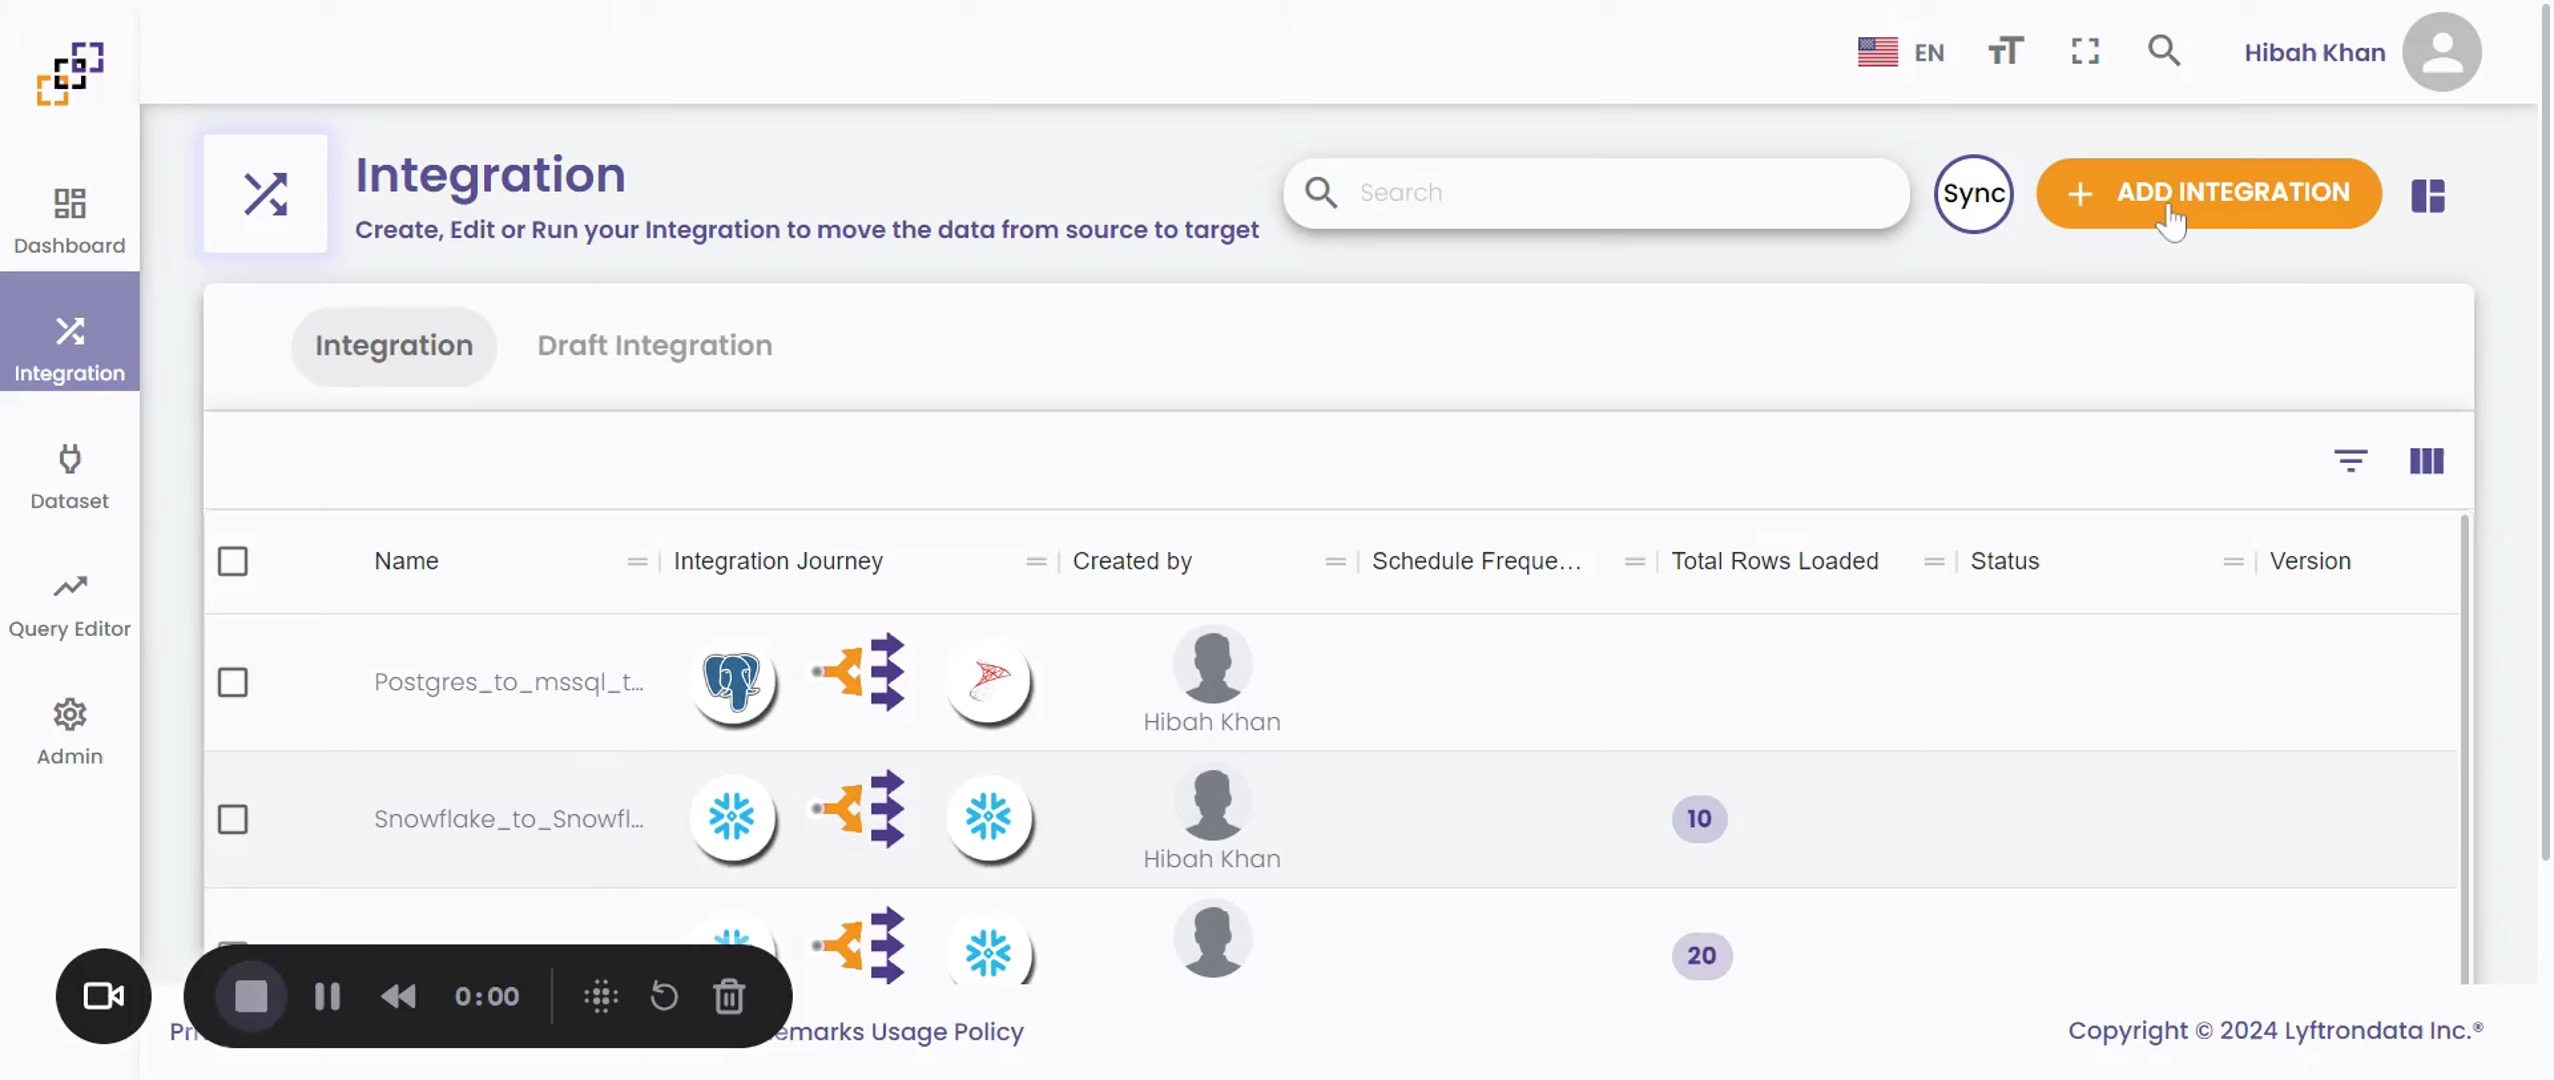 EN
Hibah Khan
Integration
Create, Edit or Run your Integration to move the data from source to target
Search
Sync
+ ADD INTEGRATION
Dashboard
Integration
Dataset
Query Editor
Admin
Integration
Draft Integration
Name
Integration Journey
Created by
Schedule Freque...
Total Rows Loaded
Status
Version
Postgres_to_mssql_t...
Hibah Khan
Snowflake_to_Snowfl...
Hibah Khan
10
20
0:00
Usage Policy
Copyright © 2024 Lyftrondata Inc.®